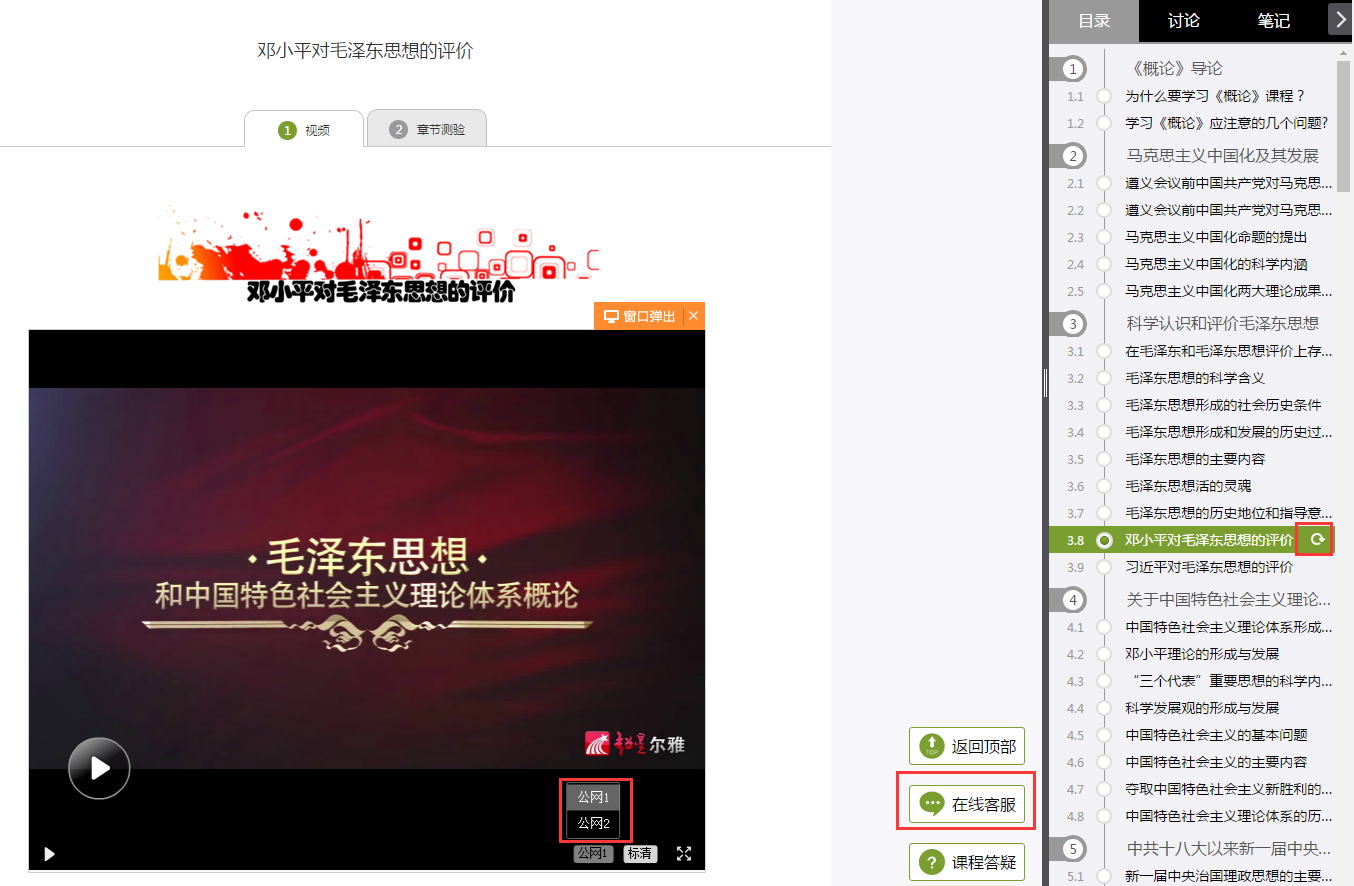 邓小平对毛泽东思想的评价
1 视频
2 章节测验
邓小平对毛泽东思想的评价
窗口弹出 ×
·毛泽东思想·
和中国特色社会主义理论体系概论
超星尔雅
公网1
公网2
公网1 标清
TOP 返回顶部
在线客服
? 课程答疑
目录 讨论 笔记
1 《概论》导论
1.1 为什么要学习《概论》课程？
1.2 学习《概论》应注意的几个问题?
2 马克思主义中国化及其发展
2.1 遵义会议前中国共产党对马克思...
2.2 遵义会议前中国共产党对马克思...
2.3 马克思主义中国化命题的提出
2.4 马克思主义中国化的科学内涵
2.5 马克思主义中国化两大理论成果...
3 科学认识和评价毛泽东思想
3.1 在毛泽东和毛泽东思想评价上存...
3.2 毛泽东思想的科学含义
3.3 毛泽东思想形成的社会历史条件
3.4 毛泽东思想形成和发展的历史过...
3.5 毛泽东思想的主要内容
3.6 毛泽东思想活的灵魂
3.7 毛泽东思想的历史地位和指导意...
3.8 邓小平对毛泽东思想的评价
3.9 习近平对毛泽东思想的评价
4 关于中国特色社会主义理论...
4.1 中国特色社会主义理论体系形成...
4.2 邓小平理论的形成与发展
4.3 “三个代表”重要思想的科学内...
4.4 科学发展观的形成与发展
4.5 中国特色社会主义的基本问题
4.6 中国特色社会主义的主要内容
4.7 夺取中国特色社会主义新胜利的...
4.8 中国特色社会主义理论体系的历...
5 中共十八大以来新一届中央...
5.1 新一届中央治国理政思想的主要...